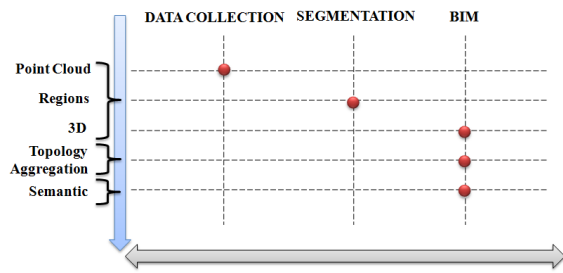 DATA COLLECTION SEGMENTATION BIM
Point Cloud
Regions
3D
Topology
Aggregation
Semantic